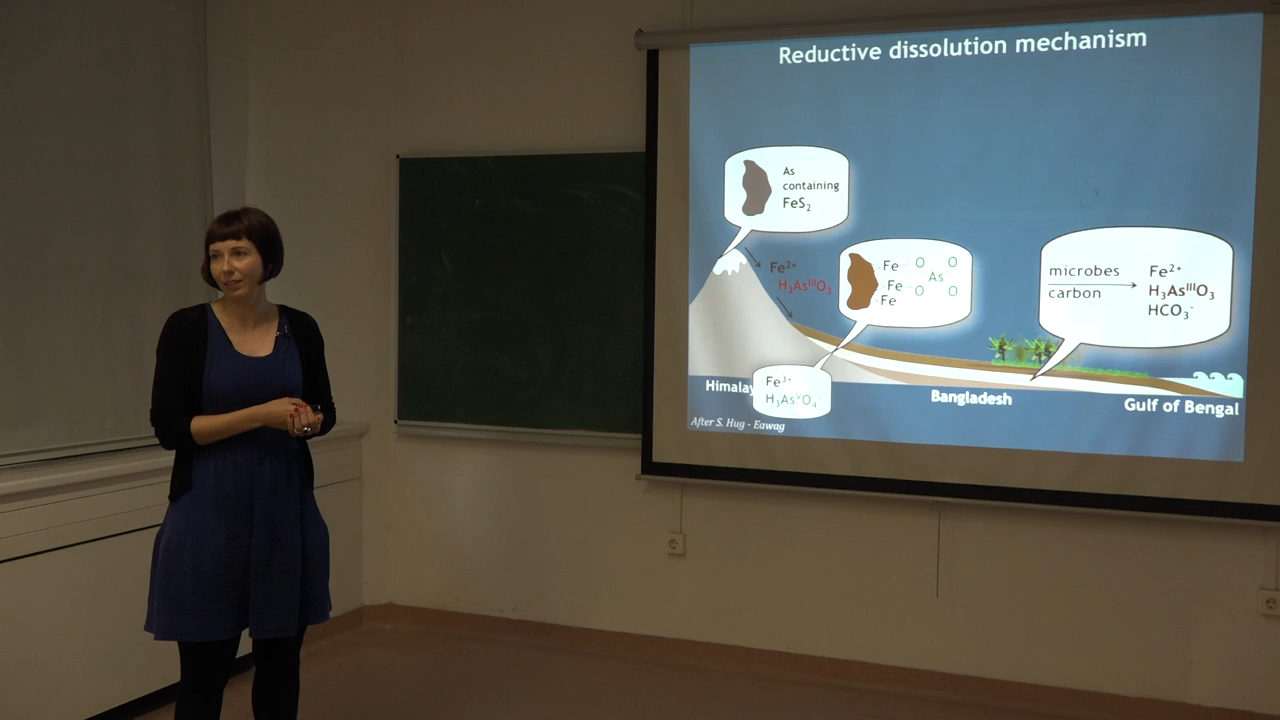 Reductive dissolution mechanism
As
containing
FeS₂
Fe²⁺
H₃AsᴵᴵᴵO₃
Fe O O
As
Fe O O
Fe
microbes
carbon
Fe²⁺
H₃AsᴵᴵᴵO₃
HCO₃⁻
Fe³⁺
H₃AsⱽO₄
Bangladesh
Gulf of Bengal
After S. Hug - Eawag